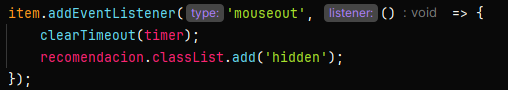 item.addEventListener( type: 'mouseout', listener: () : void => {
    clearTimeout(timer);
    recomendacion.classList.add('hidden');
});